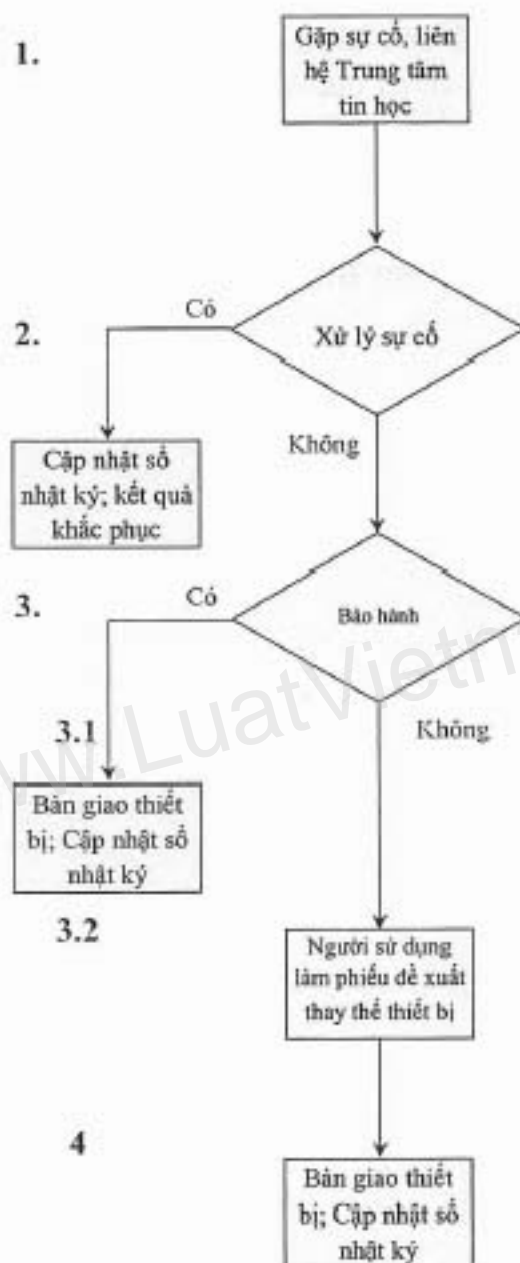 1.
Gặp sự cố, liên
hệ Trung tâm
tin học
Có
2.
Xử lý sự cố
Không
Cập nhật sổ
nhật ký; kết quả
khắc phục
Có
3.
Bảo hành
3.1
Không
Bàn giao thiết
bị; Cập nhật sổ
nhật ký
3.2
Người sử dụng
làm phiếu đề xuất
thay thế thiết bị
4
Bàn giao thiết
bị; Cập nhật sổ
nhật ký
w.LuatVietn